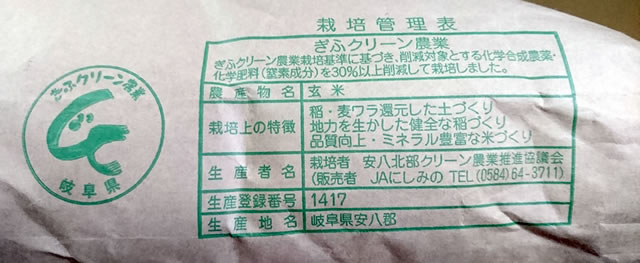 栽培管理表
ぎふクリーン農業
ぎふクリーン農業栽培基準に基づき、削減対象とする化学合成農薬・
化学肥料(窒素成分)を30%以上削減して栽培しました。
農産物名 玄米
栽培上の特徴
稲・麦ワラ還元した土づくり
地力を生かした健全な稲づくり
品質向上・ミネラル豊富な米づくり
生産者名
栽培者 安八北部クリーン農業推進協議会
(販売者 JAにしみの TEL(0584)64-3711)
生産登録番号 1417
生産地名 岐阜県安八郡
ぎふクリーン農業
岐阜県